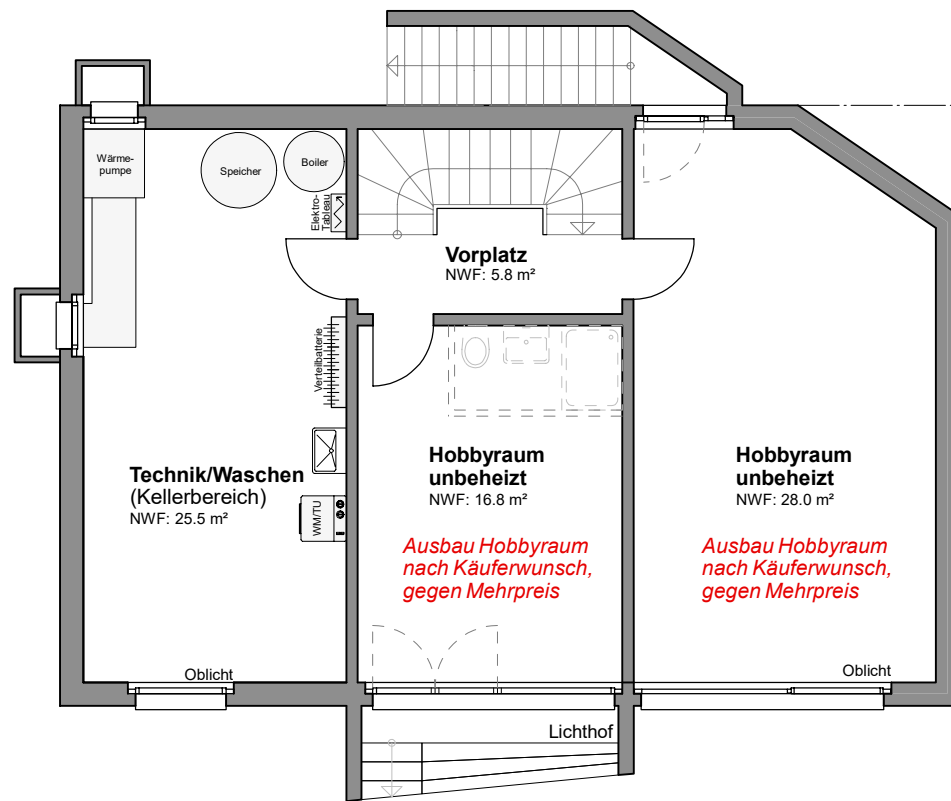 Wärme-
pumpe
Speicher
Boiler
Elektro-
Tableau
Vorplatz
NWF: 5.8 m²
Verteilbatterie
Technik/Waschen
(Kellerbereich)
NWF: 25.5 m²
WM/TU
Hobbyraum
unbeheizt
NWF: 16.8 m²
Ausbau Hobbyraum
nach Käuferwunsch,
gegen Mehrpreis
Hobbyraum
unbeheizt
NWF: 28.0 m²
Ausbau Hobbyraum
nach Käuferwunsch,
gegen Mehrpreis
Oblicht
Oblicht
Lichthof